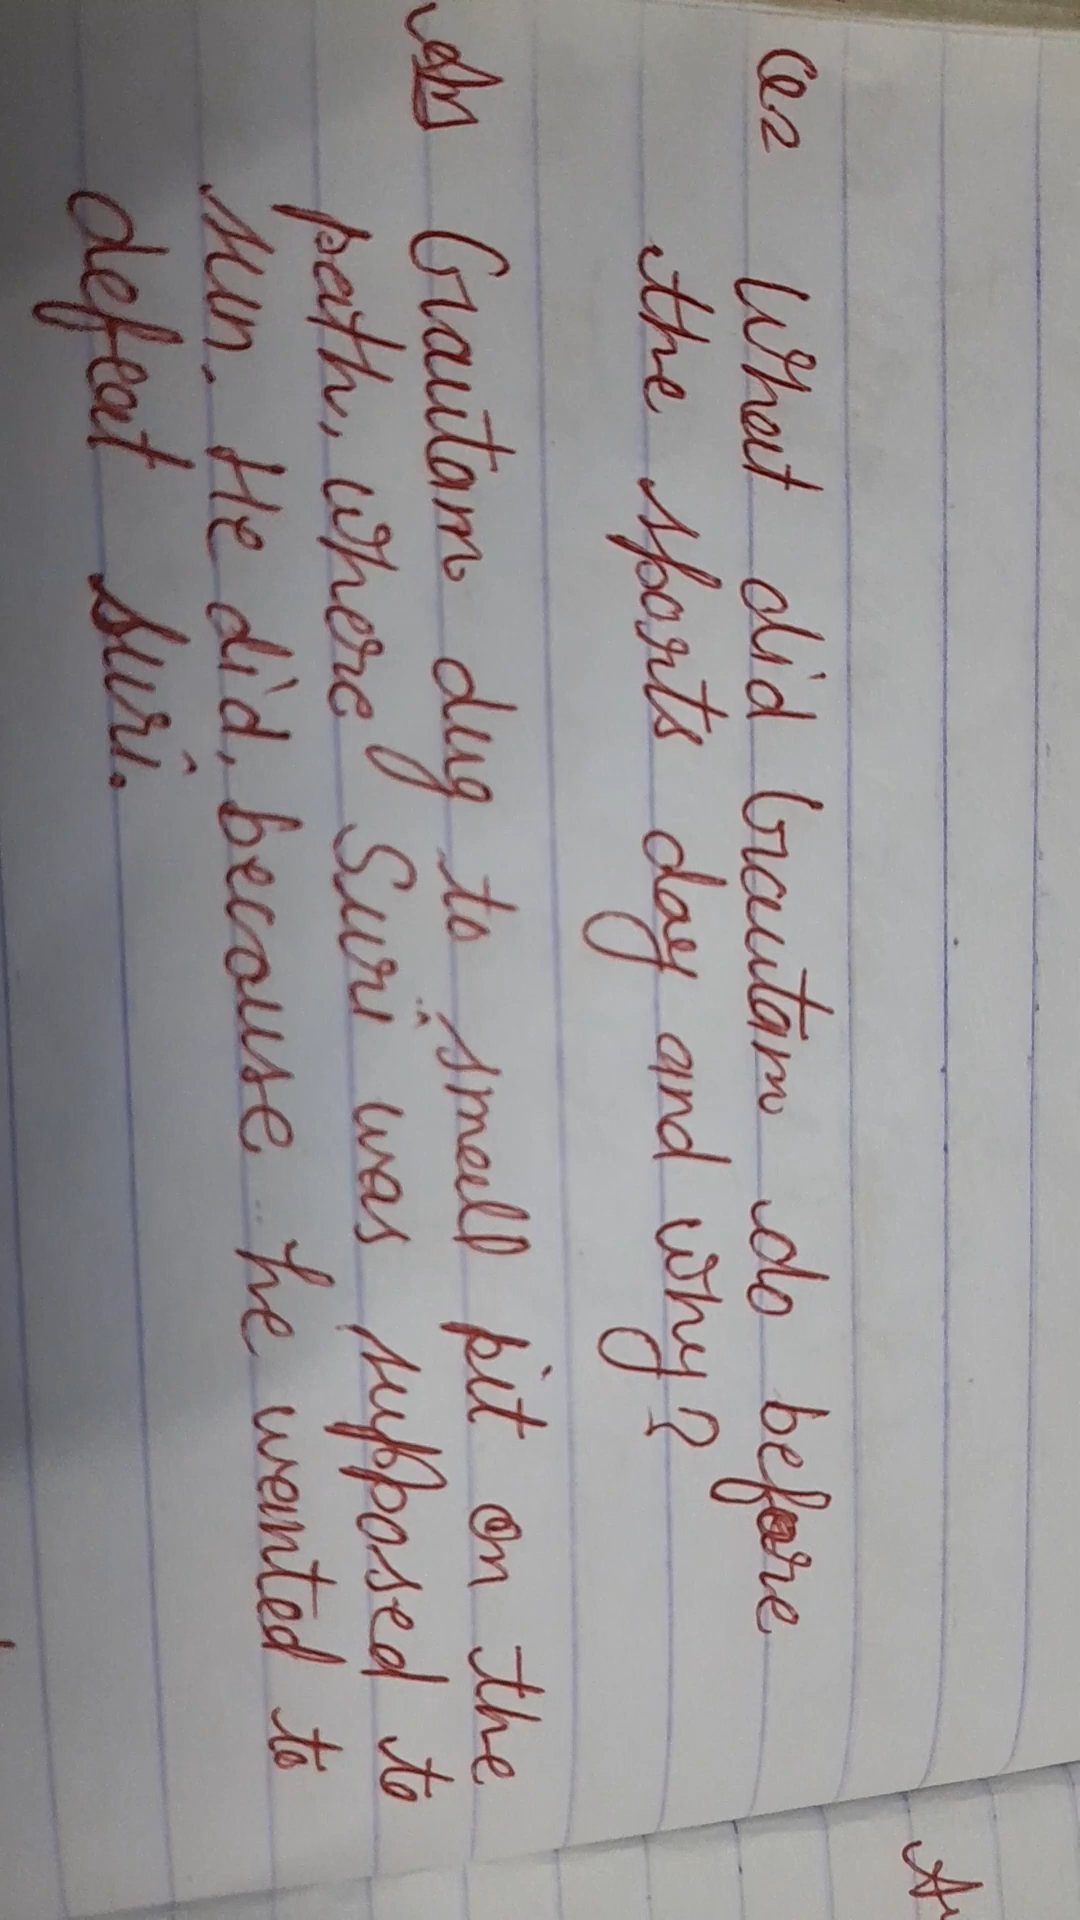 Q2 What did Gautam do before
the sports day and why?
Ans Gautam dug to small pit on the
path, where Suri was supposed to
run. He did, because he wanted to
defeat suri.